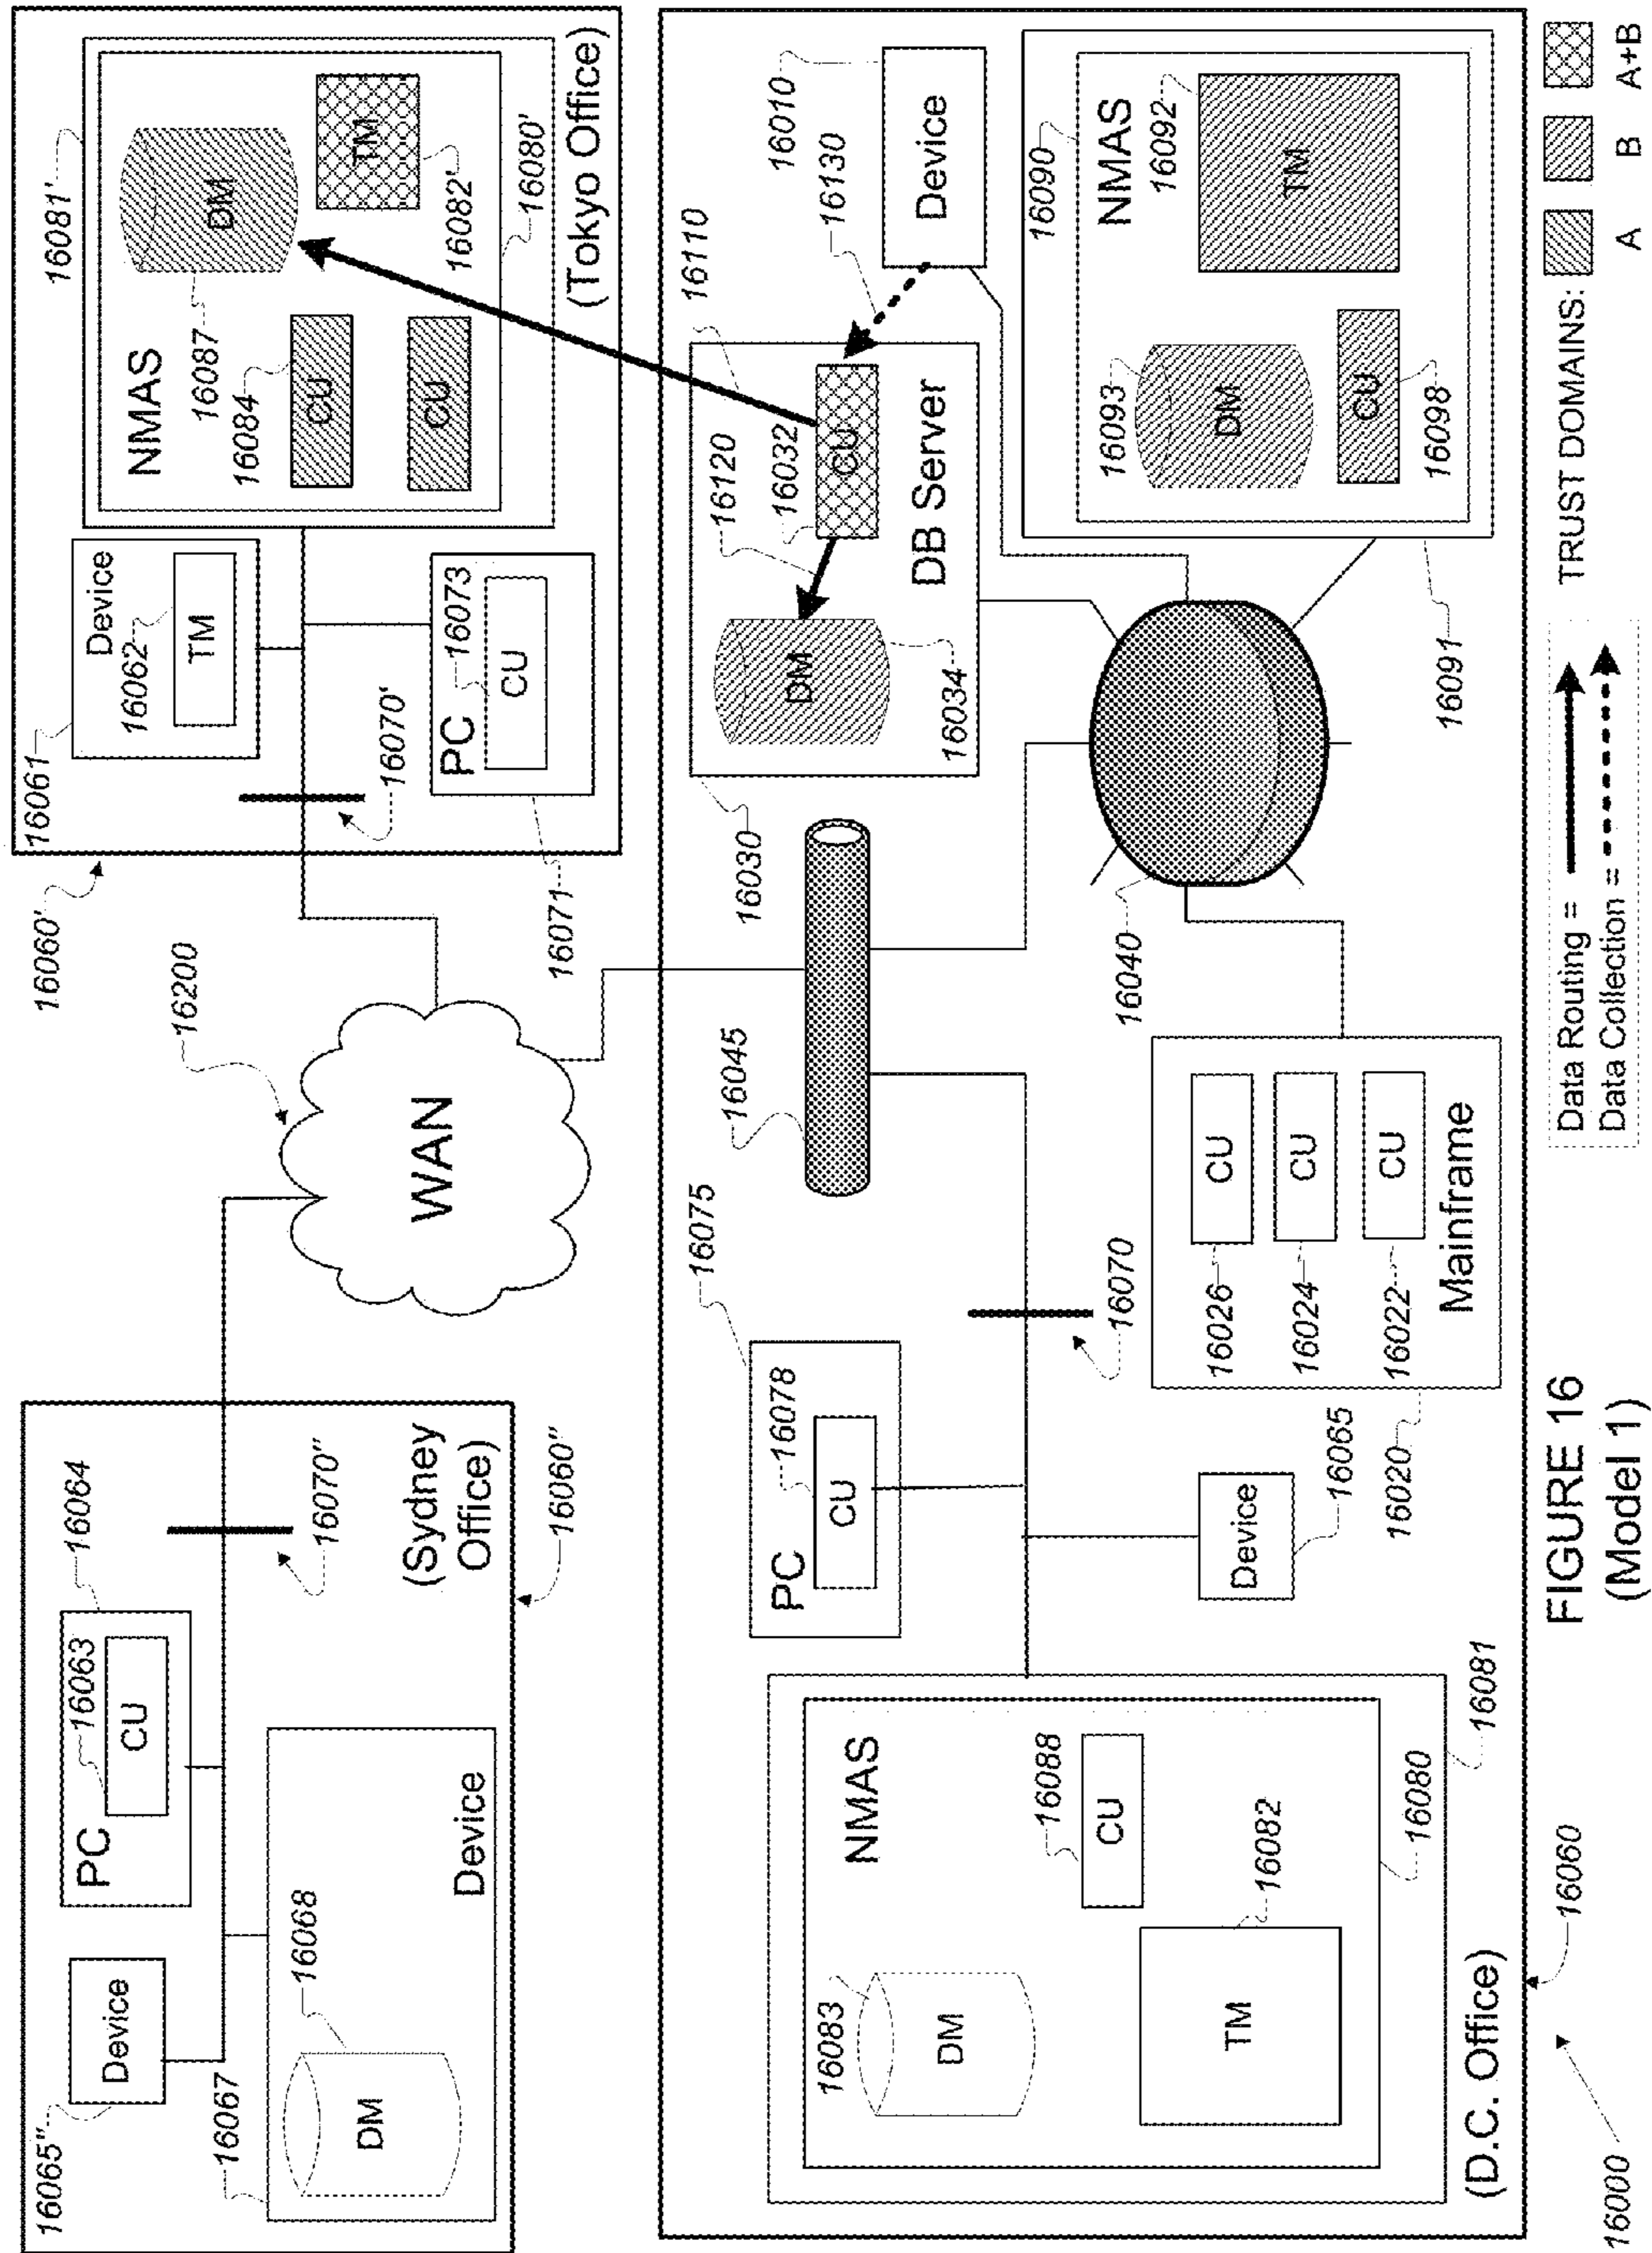 16065"
Device
PC
16063
CU
16064
16070"
(Sydney
Office)
16067
DM
16068
Device
16060"
16200
WAN
16060'
16061
Device
16062
TM
16070'
PC
16073
CU
16071
16081'
NMAS
16087
DM
16084
CU
CU
TM
16082'
16080'
(Tokyo Office)
NMAS
16083
DM
16088
CU
TM
16082
16080
16081
16075
PC
16078
CU
16045
16070
Device
16065
16030
DM
16034
16120
16032
CU
DB Server
16110
16130
16010
Device
16040
16026
CU
16024
CU
16022
CU
Mainframe
16020
16090
NMAS
16092
TM
16093
DM
CU
16098
16091
(D.C. Office)
16060
16000
FIGURE 16
(Model 1)
Data Routing =
Data Collection =
TRUST DOMAINS:
A
B
A+B